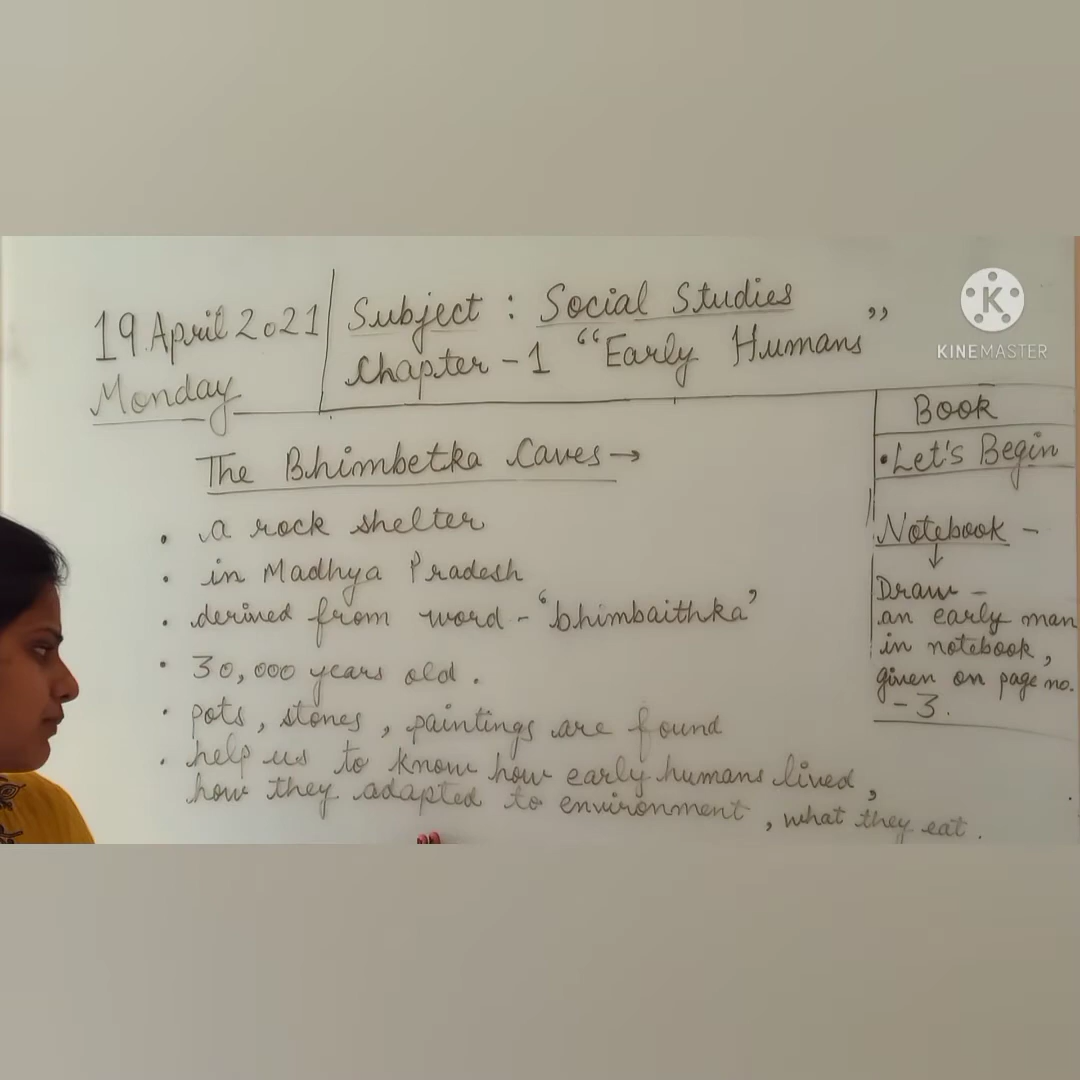 19 April 2021
Monday
Subject : Social Studies
Chapter - 1 "Early Humans"
KINEMASTER
The Bhimbetka Caves →
• a rock shelter
• in Madhya Pradesh
• derined from word - 'bhimbaithka'
• 30,000 years old.
• pots, stones, paintings are found
• help us to know how early humans lived,
how they adapted to environment, what they eat.
Book
• Let's Begin
Notebook -
↓
Draw -
an early man
in notebook,
given on page no.
- 3.